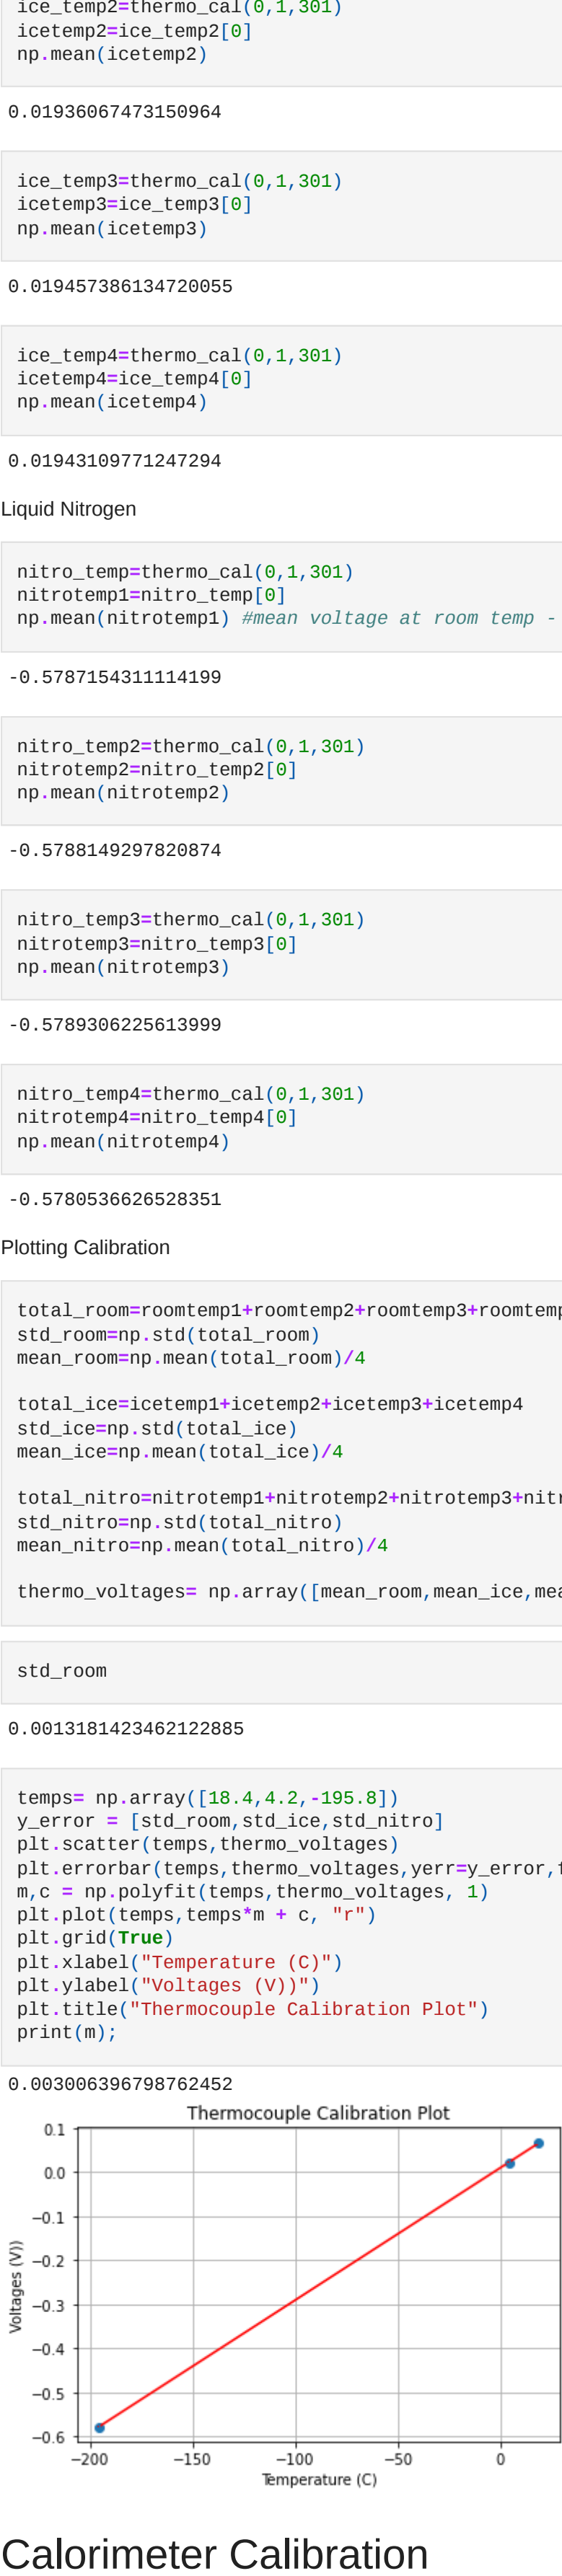 ice_temp2=thermo_cal(0,1,301)
icetemp2=ice_temp2[0]
np.mean(icetemp2)
0.01936067473150964
ice_temp3=thermo_cal(0,1,301)
icetemp3=ice_temp3[0]
np.mean(icetemp3)
0.019457386134720055
ice_temp4=thermo_cal(0,1,301)
icetemp4=ice_temp4[0]
np.mean(icetemp4)
0.01943109771247294
Liquid Nitrogen
nitro_temp=thermo_cal(0,1,301)
nitrotemp1=nitro_temp[0]
np.mean(nitrotemp1) #mean voltage at room temp -
-0.5787154311114199
nitro_temp2=thermo_cal(0,1,301)
nitrotemp2=nitro_temp2[0]
np.mean(nitrotemp2)
-0.5788149297820874
nitro_temp3=thermo_cal(0,1,301)
nitrotemp3=nitro_temp3[0]
np.mean(nitrotemp3)
-0.5789306225613999
nitro_temp4=thermo_cal(0,1,301)
nitrotemp4=nitro_temp4[0]
np.mean(nitrotemp4)
-0.5780536626528351
Plotting Calibration
total_room=roomtemp1+roomtemp2+roomtemp3+roomtemp
std_room=np.std(total_room)
mean_room=np.mean(total_room)/4
total_ice=icetemp1+icetemp2+icetemp3+icetemp4
std_ice=np.std(total_ice)
mean_ice=np.mean(total_ice)/4
total_nitro=nitrotemp1+nitrotemp2+nitrotemp3+nitr
std_nitro=np.std(total_nitro)
mean_nitro=np.mean(total_nitro)/4
thermo_voltages= np.array([mean_room,mean_ice,mea
std_room
0.0013181423462122885
temps= np.array([18.4,4.2,-195.8])
y_error = [std_room,std_ice,std_nitro]
plt.scatter(temps,thermo_voltages)
plt.errorbar(temps,thermo_voltages,yerr=y_error,f
m,c = np.polyfit(temps,thermo_voltages, 1)
plt.plot(temps,temps*m + c, "r")
plt.grid(True)
plt.xlabel("Temperature (C)")
plt.ylabel("Voltages (V))")
plt.title("Thermocouple Calibration Plot")
print(m);
0.003006396798762452
Thermocouple Calibration Plot
0.1
0.0
−0.1
−0.2
−0.3
−0.4
−0.5
−0.6
Voltages (V))
−200 −150 −100 −50 0
Temperature (C)
Calorimeter Calibration